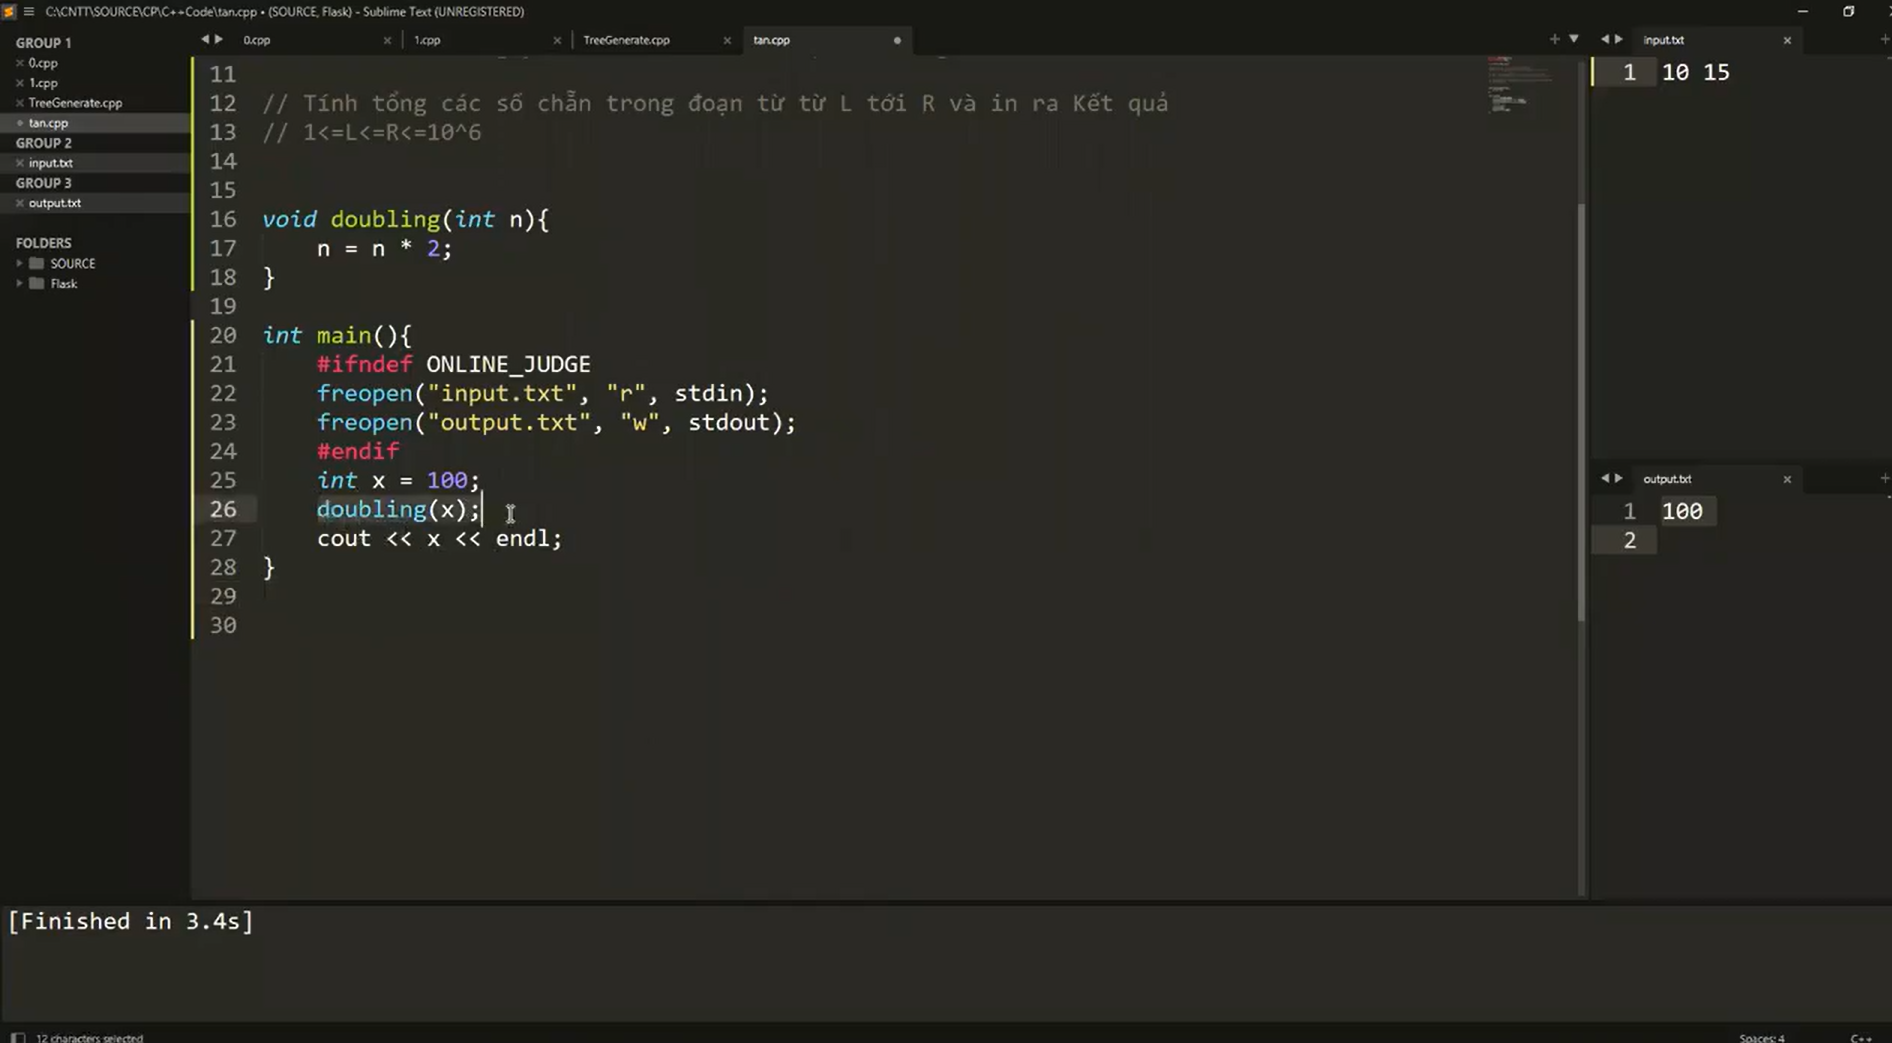 C:\CNTT\SOURCE\CP\C++Code\tan.cpp • (SOURCE, Flask) - Sublime Text (UNREGISTERED)
GROUP 1
0.cpp
1.cpp
TreeGenerate.cpp
tan.cpp
GROUP 2
input.txt
GROUP 3
output.txt
FOLDERS
SOURCE
Flask
0.cpp
1.cpp
TreeGenerate.cpp
tan.cpp
11
12 // Tính tổng các số chẵn trong đoạn từ từ L tới R và in ra Kết quả
13 // 1<=L<=R<=10^6
14
15
16 void doubling(int n){
17 n = n * 2;
18 }
19
20 int main(){
21 #ifndef ONLINE_JUDGE
22 freopen("input.txt", "r", stdin);
23 freopen("output.txt", "w", stdout);
24 #endif
25 int x = 100;
26 doubling(x);
27 cout << x << endl;
28 }
29
30
input.txt
1 10 15
output.txt
1 100
2
[Finished in 3.4s]
12 characters selected
Spaces: 4
C++